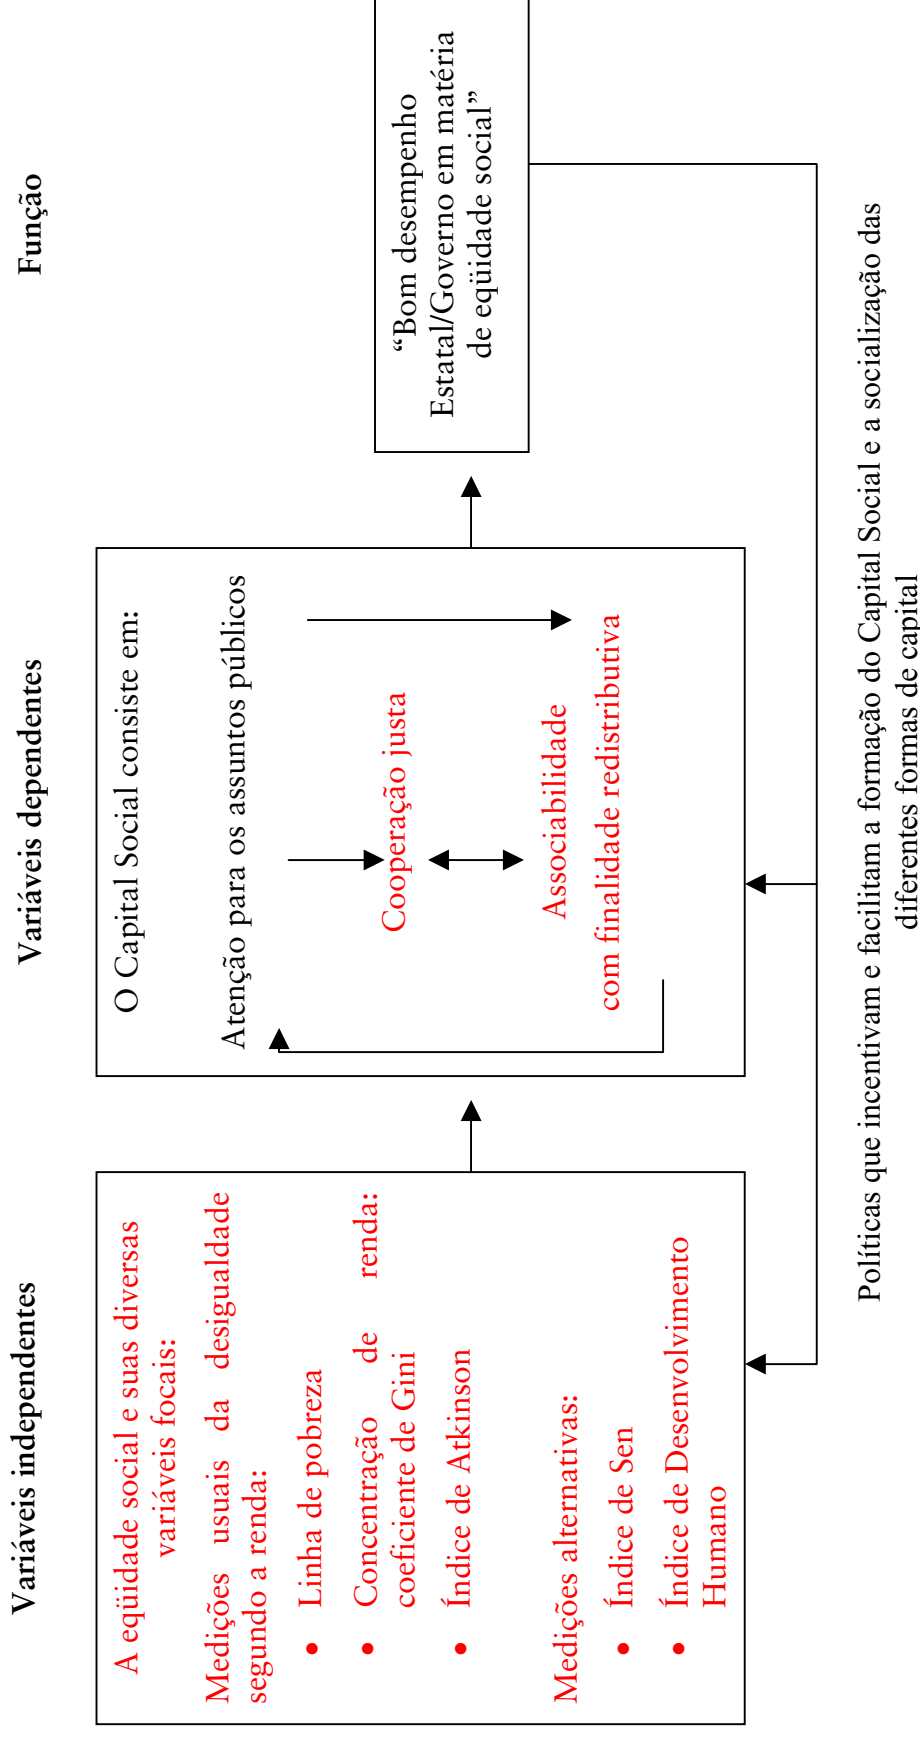 Variáveis independentes
A eqüidade social e suas diversas
variáveis focais:
Medições usuais da desigualdade
segundo a renda:
• Linha de pobreza
• Concentração de renda:
coeficiente de Gini
• Índice de Atkinson
Medições alternativas:
• Índice de Sen
• Índice de Desenvolvimento
Humano
Variáveis dependentes
O Capital Social consiste em:
Atenção para os assuntos públicos
Cooperação justa
Associabilidade
com finalidade redistributiva
Função
“Bom desempenho
Estatal/Governo em matéria
de eqüidade social”
Políticas que incentivam e facilitam a formação do Capital Social e a socialização das
diferentes formas de capital